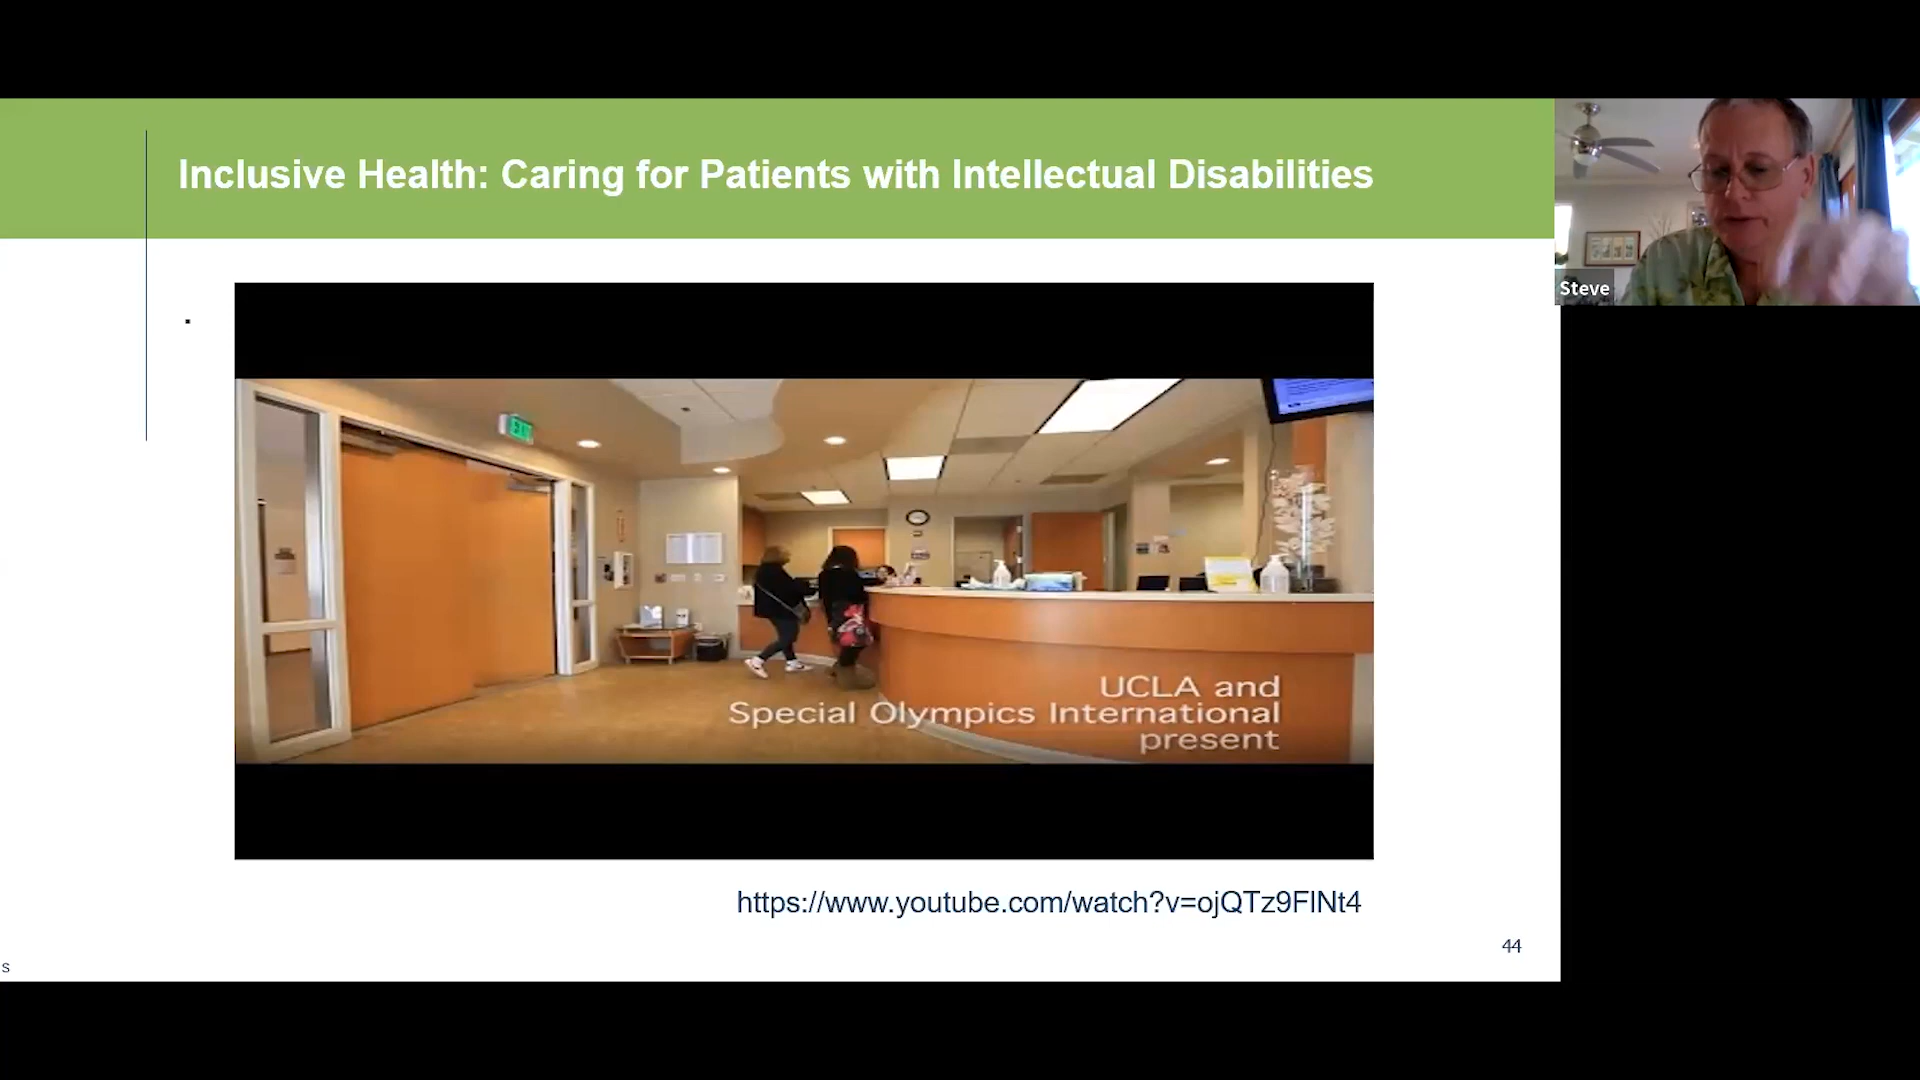 Inclusive Health: Caring for Patients with Intellectual Disabilities
Steve
UCLA and
Special Olympics International
present
https://www.youtube.com/watch?v=ojQTz9FlNt4
44
s